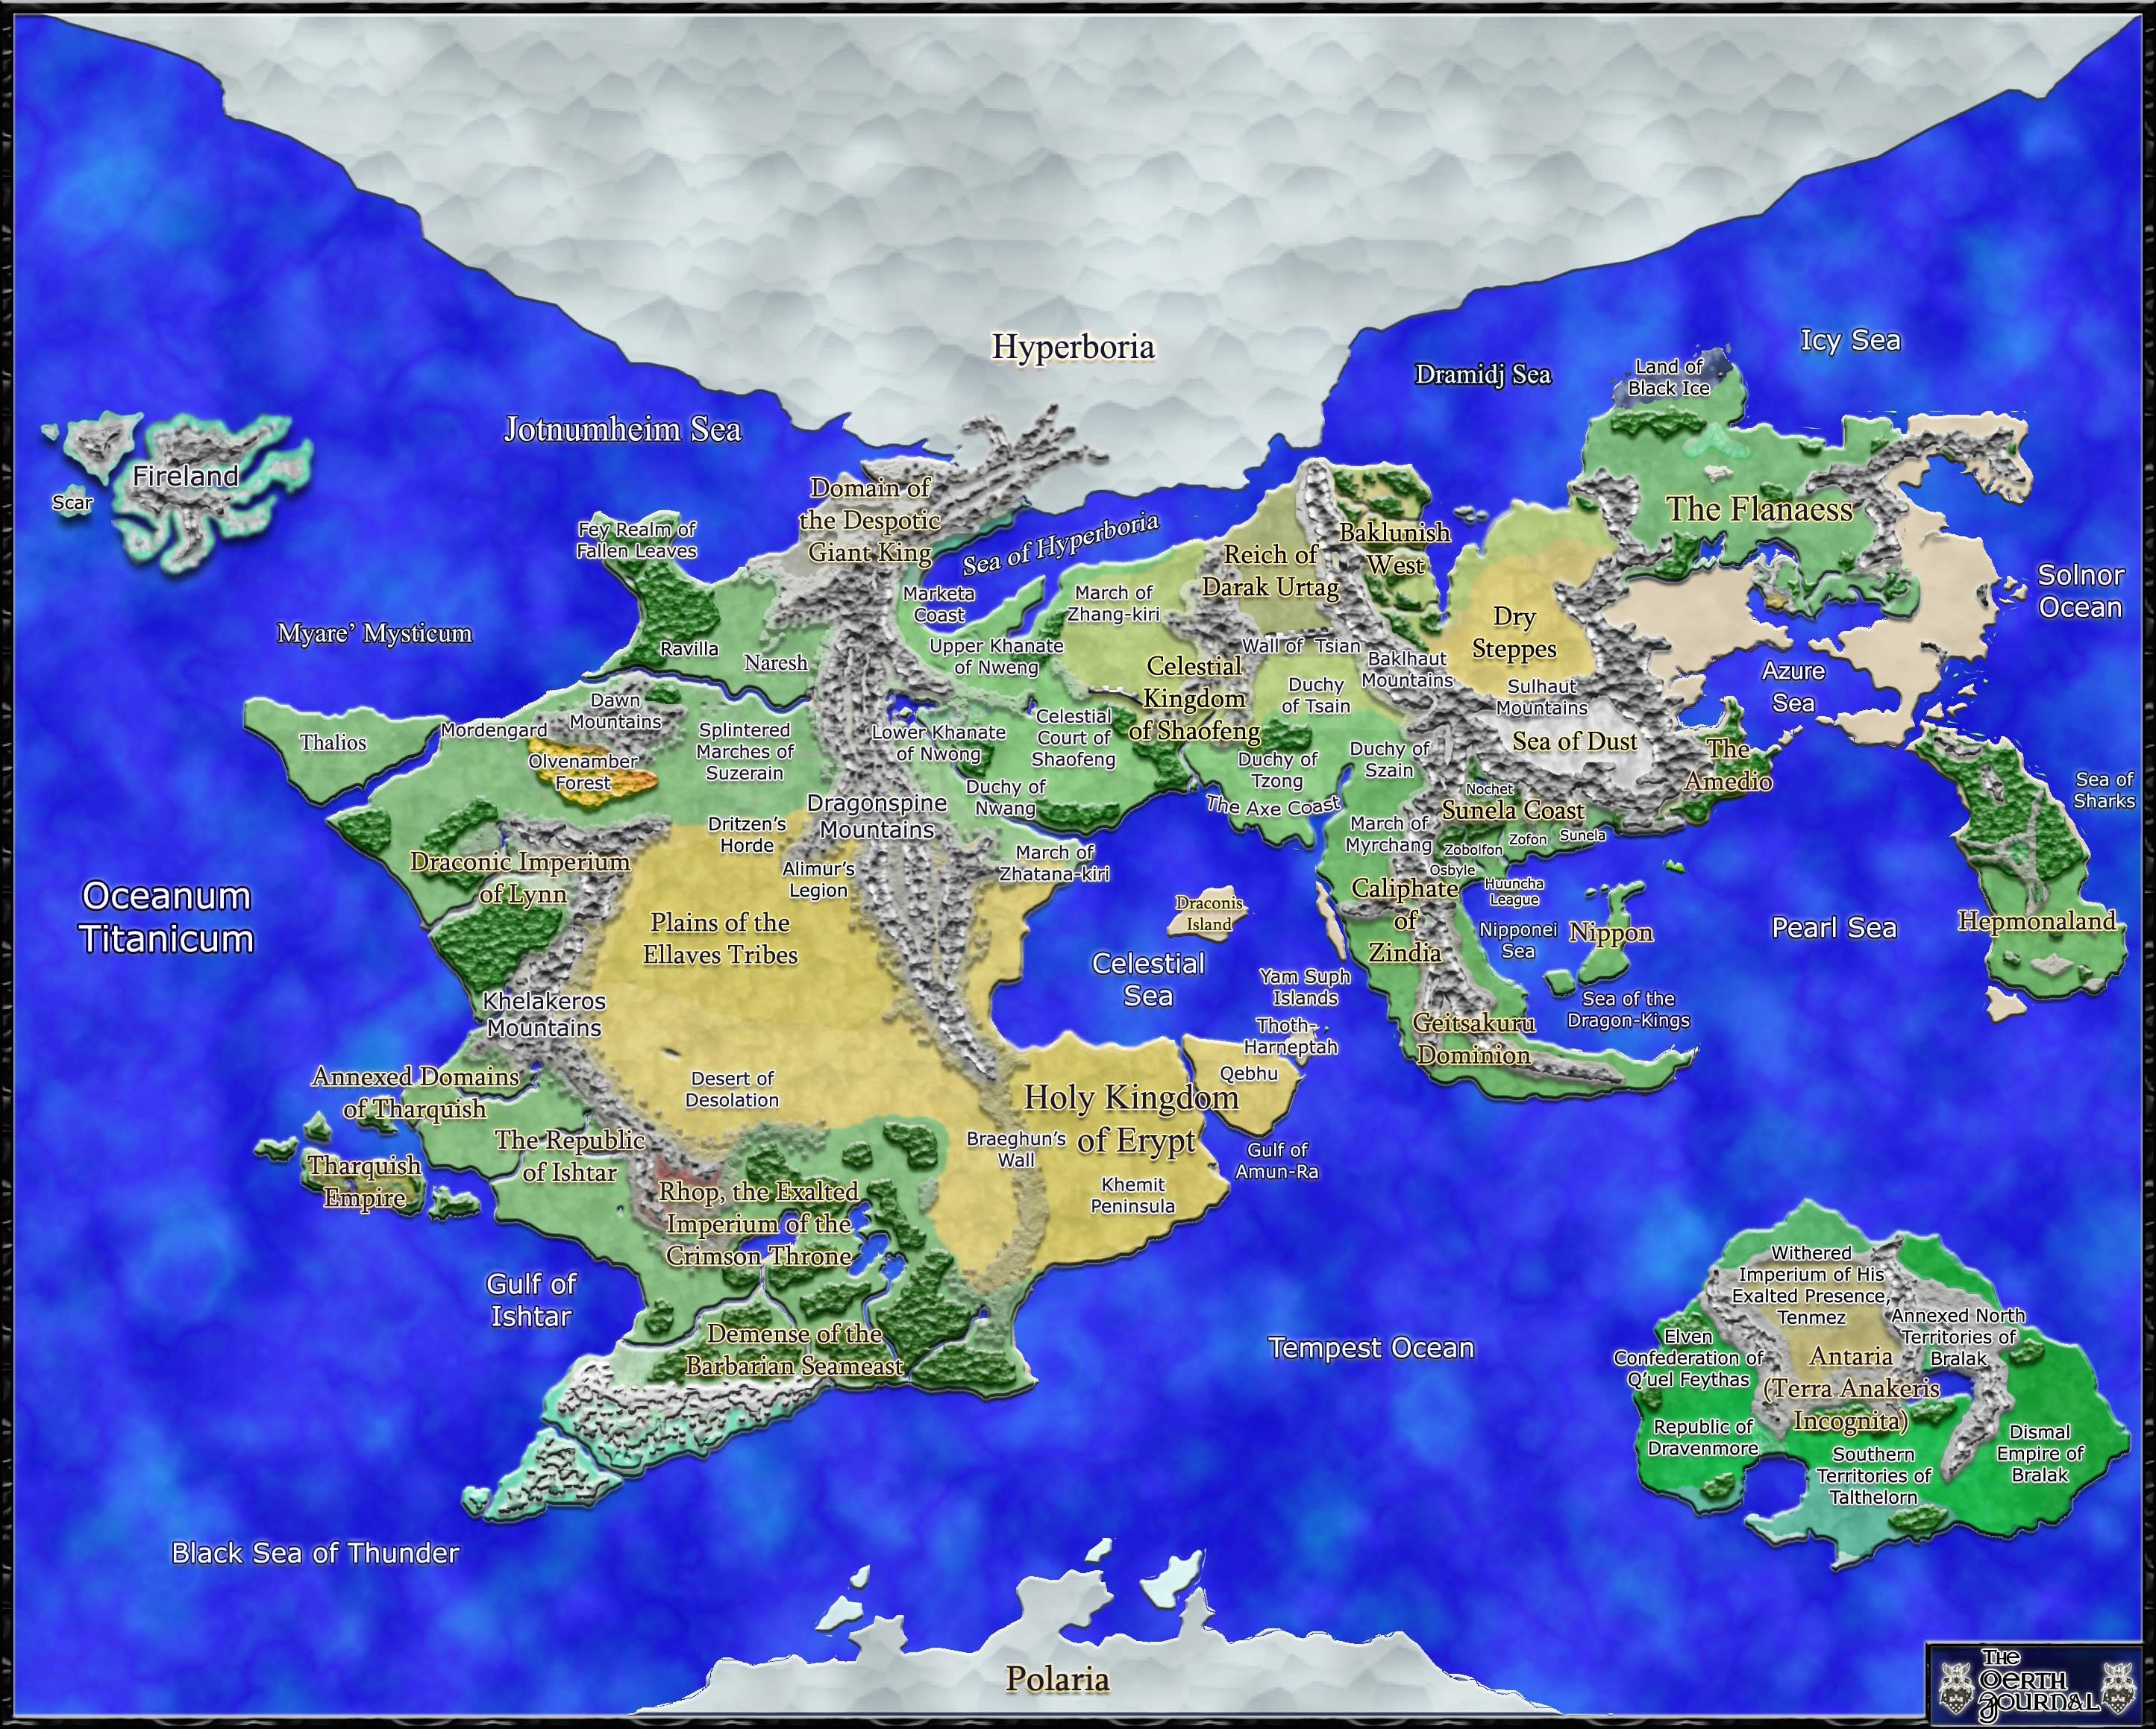 Hyperboria
Icy Sea
Dramidj Sea
Land of
Black Ice
Jotnumheim Sea
Fireland
Scar
Domain of
the Despotic
Giant King
The Flanaess
Fey Realm of
Fallen Leaves
Sea of Hyperboria
Baklunish
West
Reich of
Darak Urtag
Solnor
Ocean
Marketa
Coast
March of
Zhang-kiri
Dry
Steppes
Myare' Mysticum
Ravilla
Naresh
Upper Khanate
of Nweng
Wall of Tsian
Celestial
Kingdom
of Shaofeng
Baklhaut
Mountains
Azure
Sea
Duchy
of Tsain
Sulhaut
Mountains
Dawn
Mountains
Mordengard
Thalios
Splintered
Marches of
Suzerain
Lower Khanate
of Nwong
Celestial
Court of
Shaofeng
Sea of Dust
Duchy of
Szain
The
Amedio
Olvenamber
Forest
Duchy of
Tzong
Duchy of
Nwang
Nochet
Sea of
Sharks
Dragonspine
Mountains
The Axe Coast
Sunela Coast
Dritzen's
Horde
March of
Myrchang
Zobolfon
Zofon
Sunela
Draconic Imperium
of Lynn
Alimur's
Legion
March of
Zhatana-kiri
Osbyle
Caliphate
of
Zindia
Huuncha
League
Oceanum
Titanicum
Plains of the
Ellaves Tribes
Draconis
Island
Nipponei
Sea
Nippon
Pearl Sea
Hepmonaland
Celestial
Sea
Yam Suph
Islands
Khelakeros
Mountains
Sea of the
Dragon-Kings
Thoth-
Harneptah
Geitsakuru
Dominion
Annexed Domains
of Tharquish
Desert of
Desolation
Qebhu
Holy Kingdom
of Erypt
The Republic
of Ishtar
Braeghun's
Wall
Gulf of
Amun-Ra
Tharquish
Empire
Rhop, the Exalted
Imperium of the
Crimson Throne
Khemit
Peninsula
Gulf of
Ishtar
Withered
Imperium of His
Exalted Presence,
Tenmez
Annexed North
Territories of
Bralak
Demense of the
Barbarian Seameast
Tempest Ocean
Elven
Confederation of
Q'uel Feythas
Antaria
(Terra Anakeris
Incognita)
Republic of
Dravenmore
Southern
Territories of
Talthelorn
Dismal
Empire of
Bralak
Black Sea of Thunder
Polaria
The
Oerth
Journal